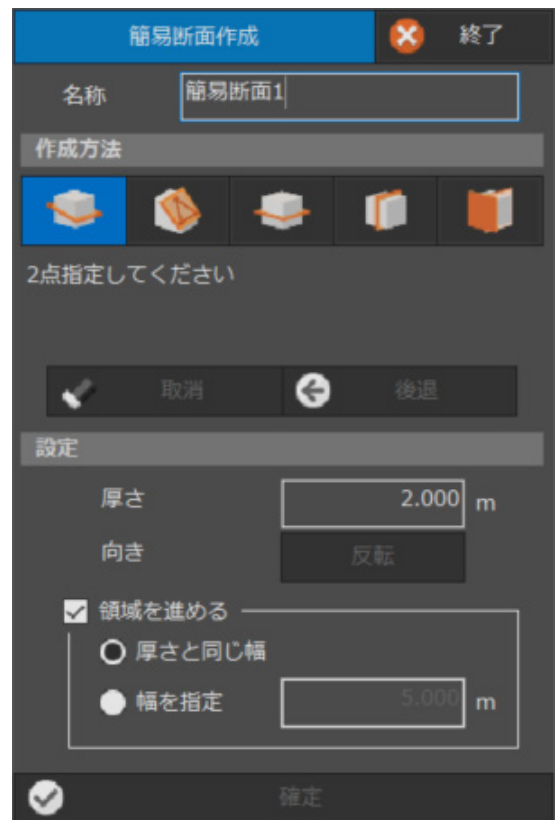 簡易断面作成 終了
名称 簡易断面1
作成方法
2点指定してください
取消 後退
設定
厚さ 2.000 m
向き 反転
領域を進める
厚さと同じ幅
幅を指定 5.000 m
確定